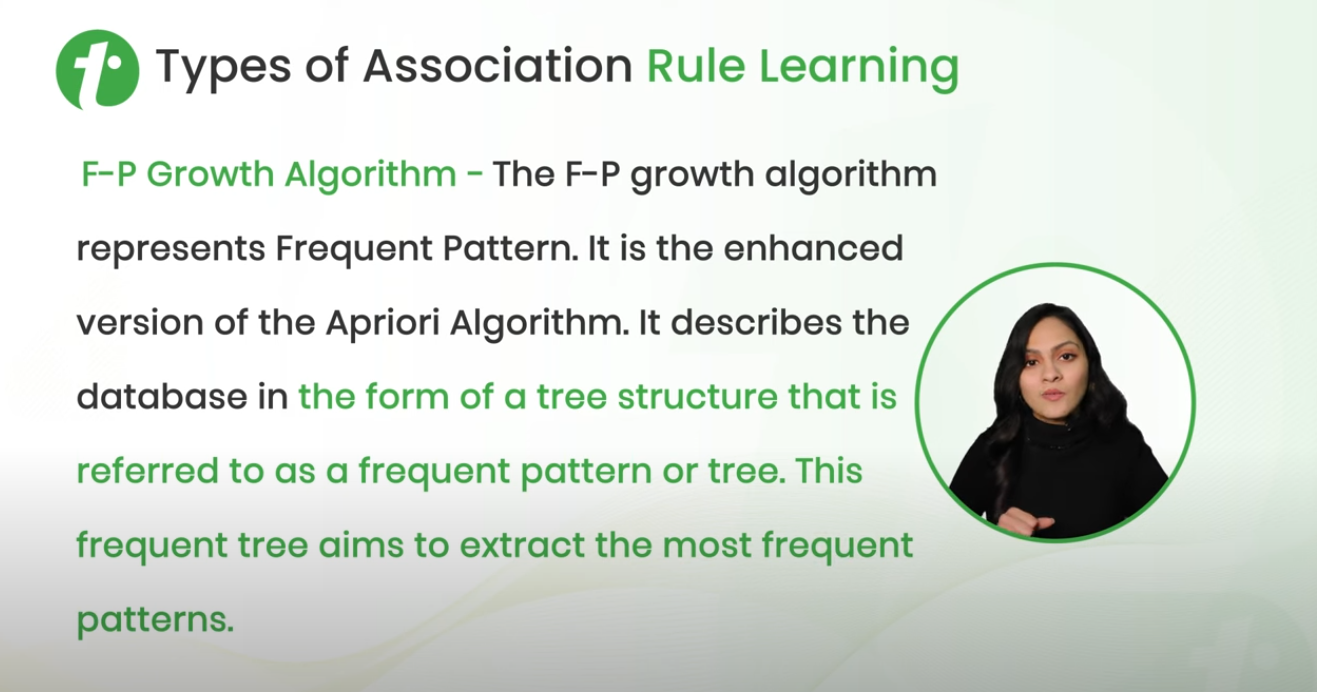 Types of Association Rule Learning
F-P Growth Algorithm - The F-P growth algorithm
represents Frequent Pattern. It is the enhanced
version of the Apriori Algorithm. It describes the
database in the form of a tree structure that is
referred to as a frequent pattern or tree. This
frequent tree aims to extract the most frequent
patterns.